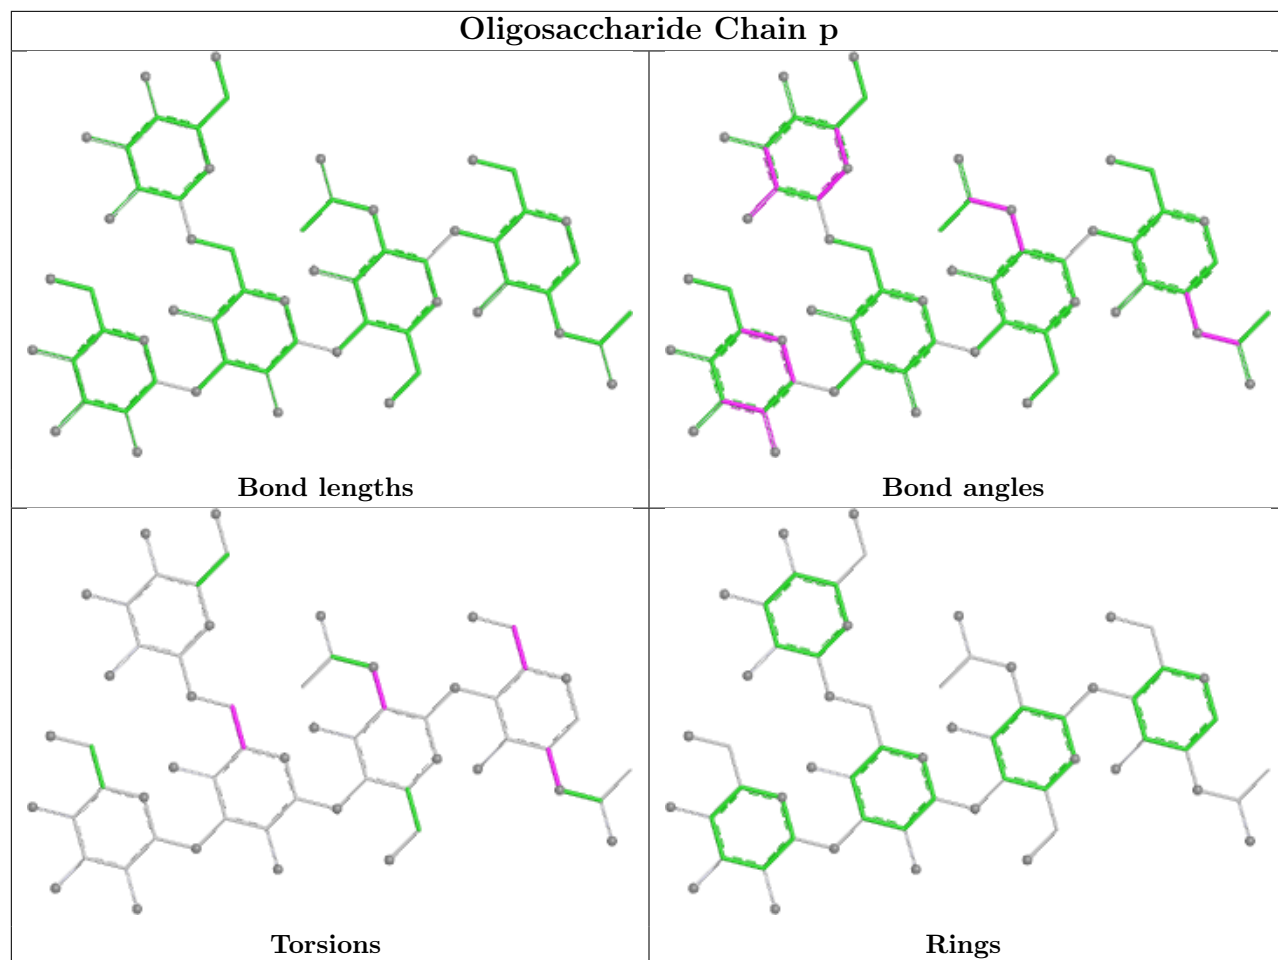 Oligosaccharide Chain p
Bond lengths
Bond angles
Torsions
Rings